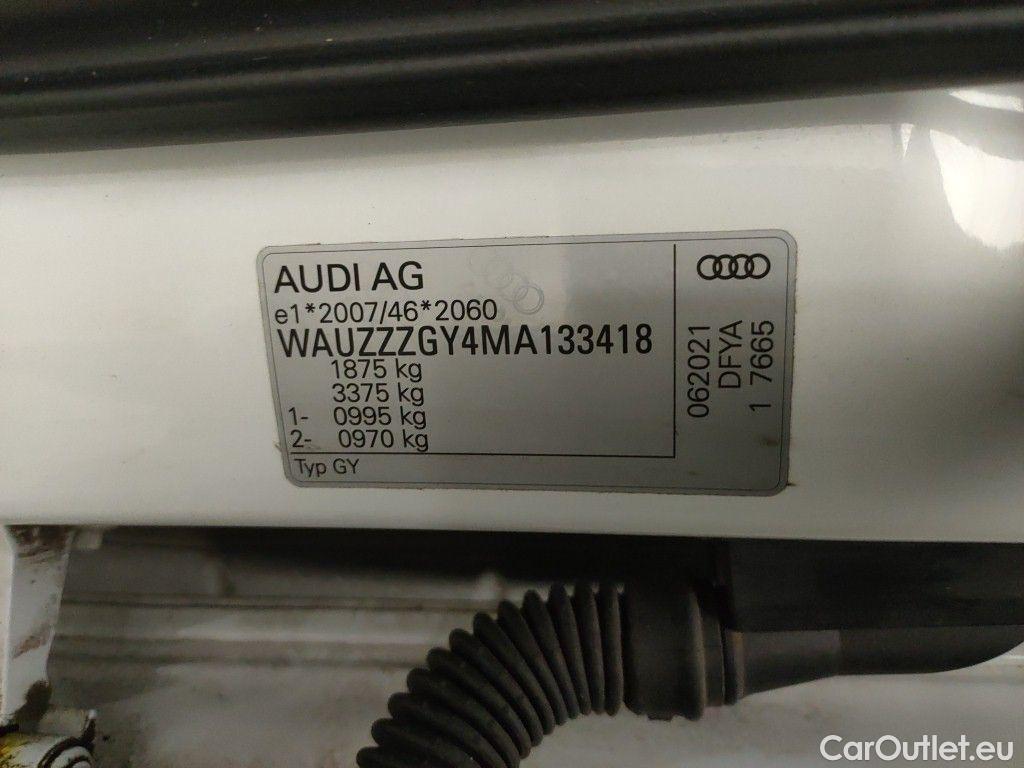 AUDI AG
e1*2007/46*2060
WAUZZZGY4MA133418
1875 kg
3375 kg
1- 0995 kg
2- 0970 kg
Typ GY
062021
DFYA
1 7665
CarOutlet.eu